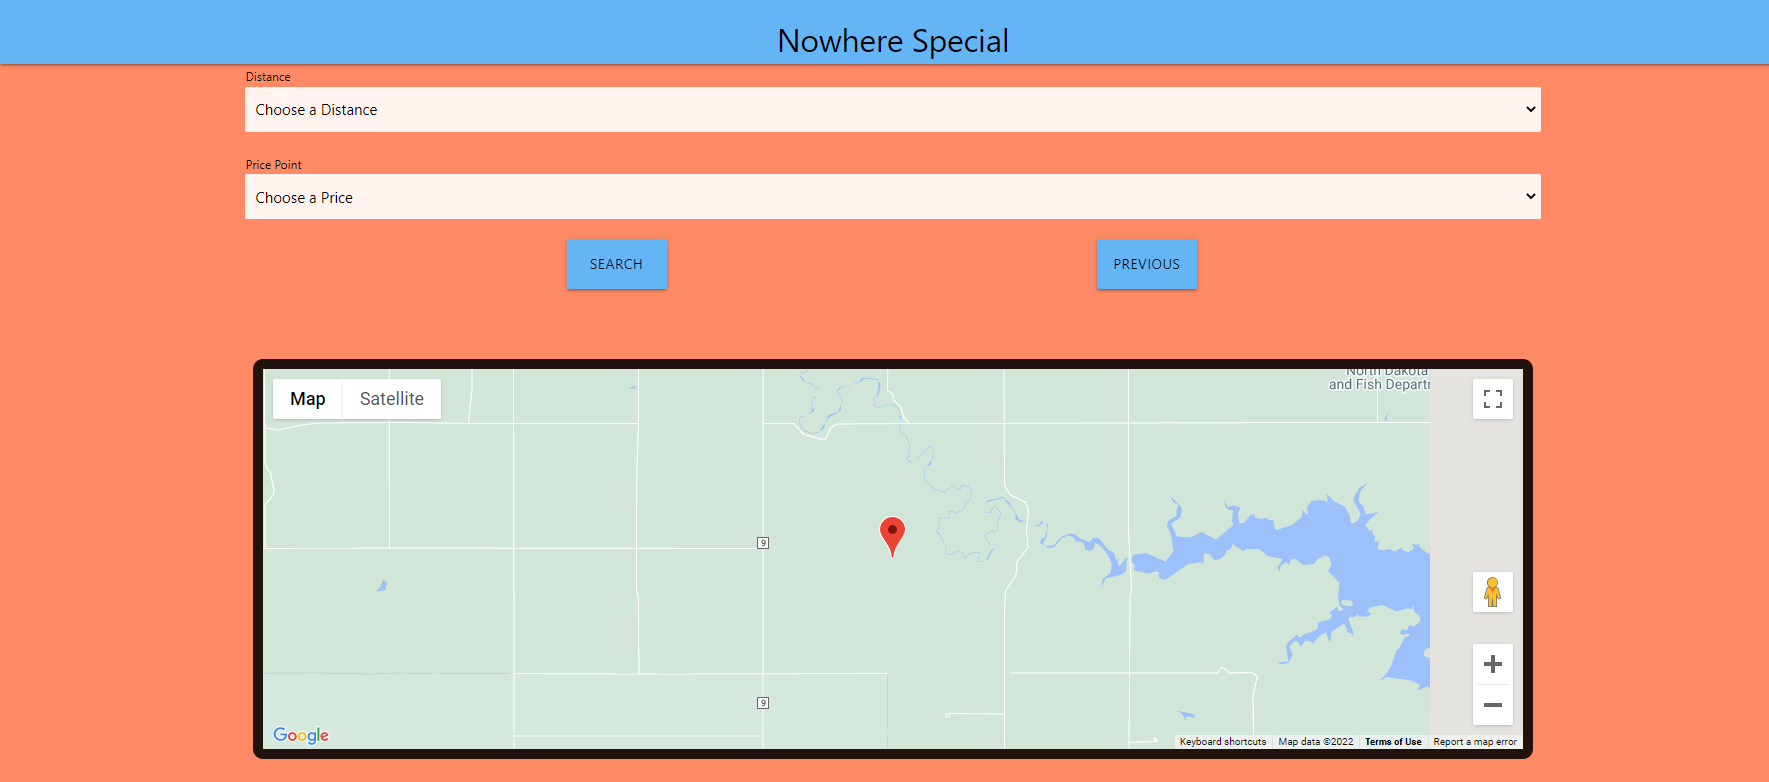 Nowhere Special
Distance
Choose a Distance
Price Point
Choose a Price
SEARCH
PREVIOUS
Map
Satellite
North Dakota
and Fish Departr
9
9
Google
Keyboard shortcuts
Map data ©2022
Terms of Use
Report a map error